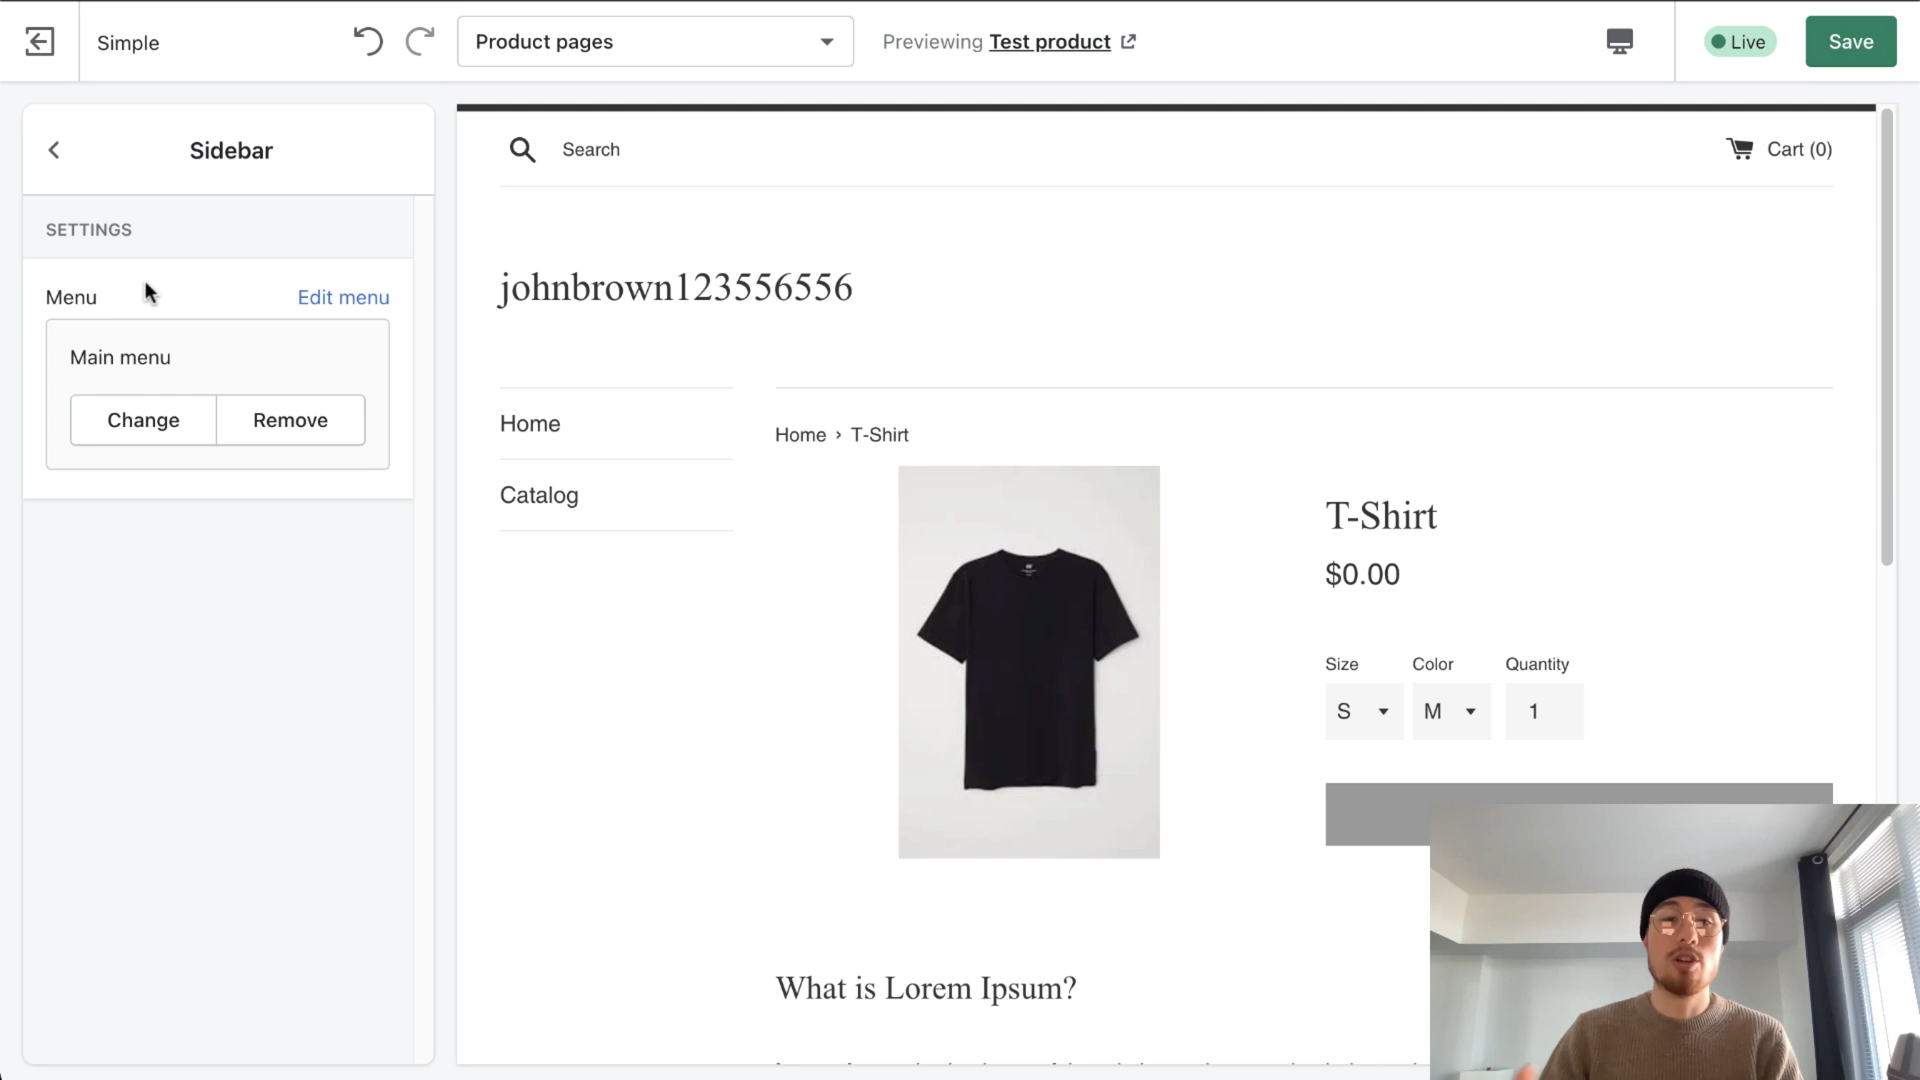 Simple
Product pages
Previewing Test product
Live
Save
Sidebar
SETTINGS
Menu
Edit menu
Main menu
Change
Remove
Search
Cart (0)
johnbrown123556556
Home
Catalog
Home › T-Shirt
T-Shirt
$0.00
Size
Color
Quantity
S
M
1
What is Lorem Ipsum?